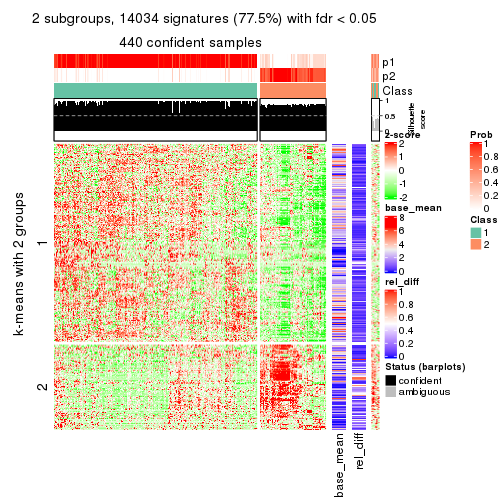 2 subgroups, 14034 signatures (77.5%) with fdr < 0.05
440 confident samples
p1
p2
Class
1
0.5
0
Silhouette
score
k-means with 2 groups
1
2
base_mean
rel_diff
z-score
2
1
0
-1
-2
base_mean
8
6
4
2
0
rel_diff
1
0.8
0.6
0.4
0.2
0
Status (barplots)
confident
ambiguous
Prob
1
0.8
0.6
0.4
0.2
0
Class
1
2